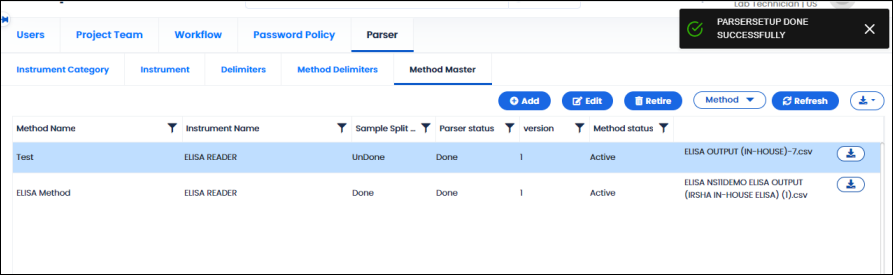 Lab Technician | US
PARSERSETUP DONE
SUCCESSFULLY
Users
Project Team
Workflow
Password Policy
Parser
Instrument Category
Instrument
Delimiters
Method Delimiters
Method Master
Add
Edit
Retire
Method
Refresh
Method Name
Instrument Name
Sample Split ...
Parser status
version
Method status
Test
ELISA READER
UnDone
Done
1
Active
ELISA OUTPUT (IN-HOUSE)-7.csv
ELISA Method
ELISA READER
Done
Done
1
Active
ELISA NS11DEMO ELISA OUTPUT
(IRSHA IN-HOUSE ELISA) (1).csv